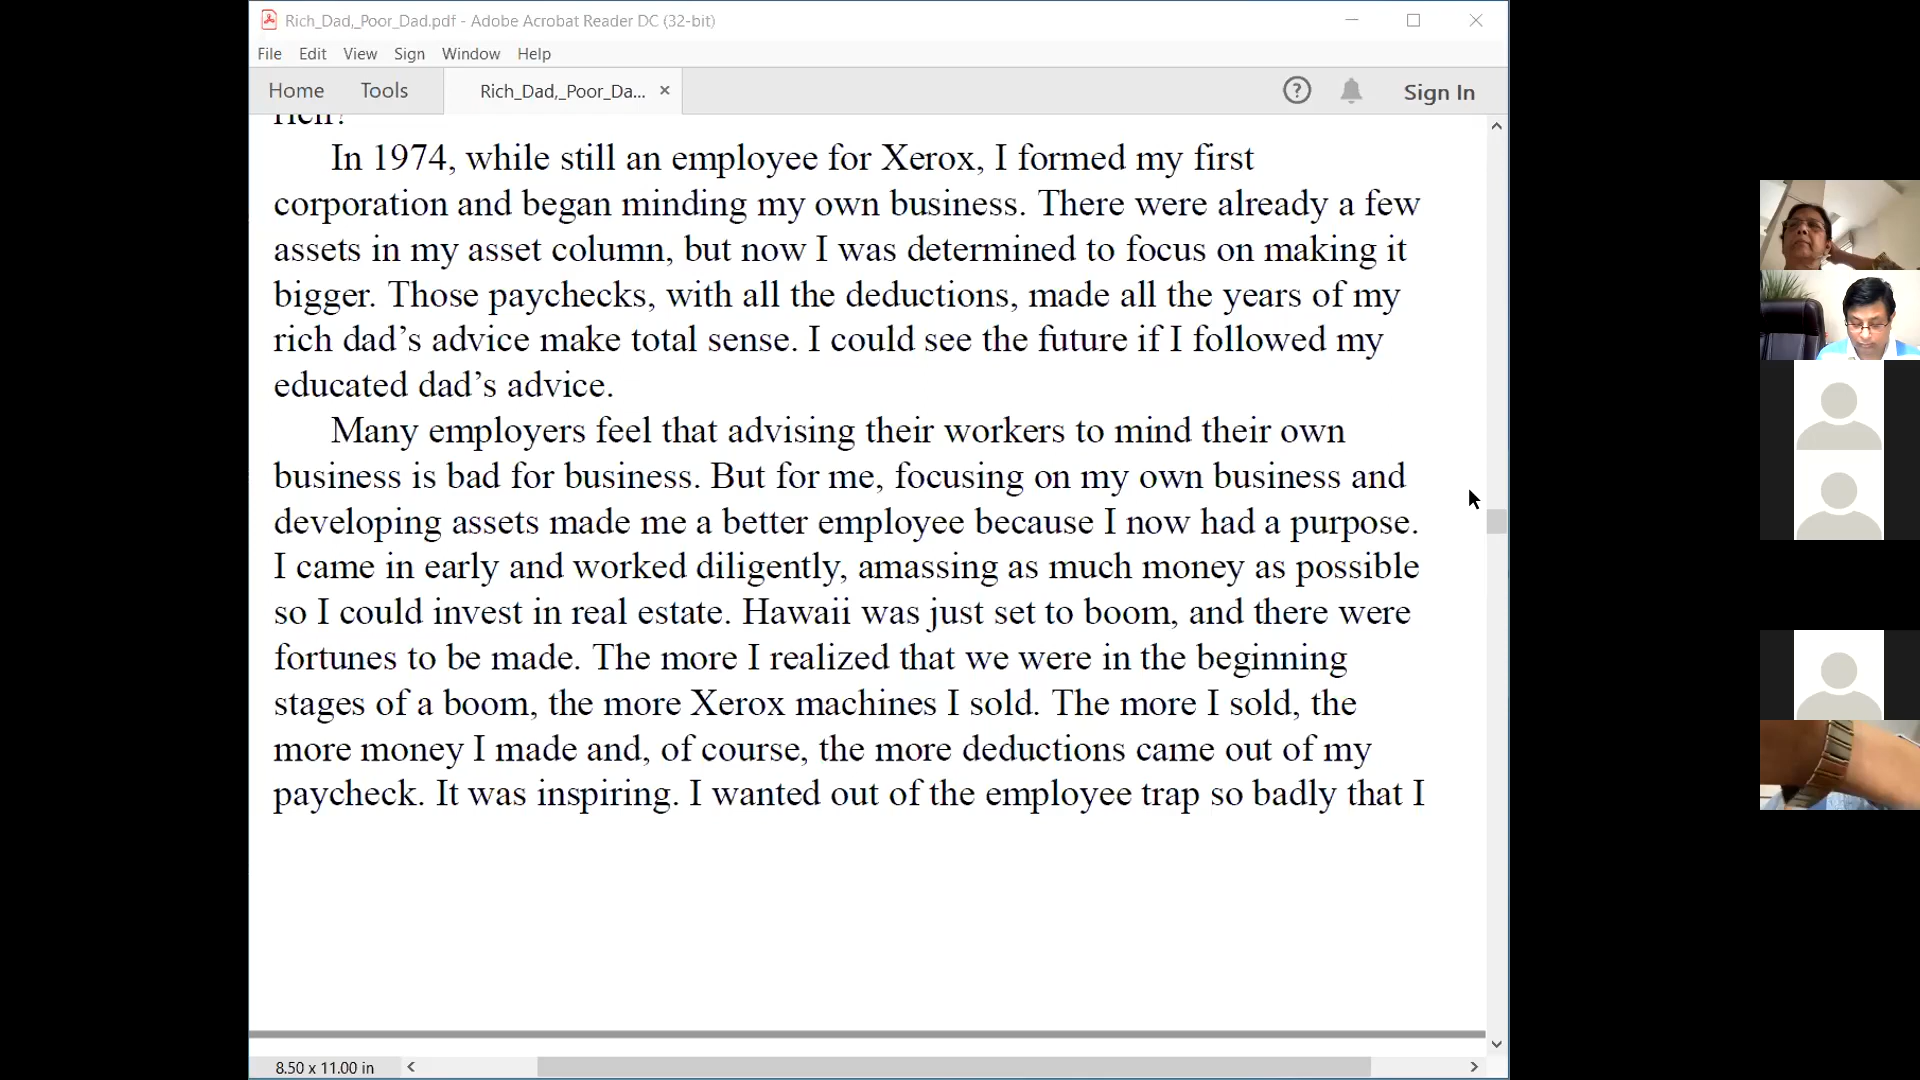 Rich_Dad,_Poor_Dad.pdf - Adobe Acrobat Reader DC (32-bit)
File Edit View Sign Window Help
Home Tools Rich_Dad,_Poor_Da... × ? Sign In
rich?
In 1974, while still an employee for Xerox, I formed my first
corporation and began minding my own business. There were already a few
assets in my asset column, but now I was determined to focus on making it
bigger. Those paychecks, with all the deductions, made all the years of my
rich dad’s advice make total sense. I could see the future if I followed my
educated dad’s advice.
Many employers feel that advising their workers to mind their own
business is bad for business. But for me, focusing on my own business and
developing assets made me a better employee because I now had a purpose.
I came in early and worked diligently, amassing as much money as possible
so I could invest in real estate. Hawaii was just set to boom, and there were
fortunes to be made. The more I realized that we were in the beginning
stages of a boom, the more Xerox machines I sold. The more I sold, the
more money I made and, of course, the more deductions came out of my
paycheck. It was inspiring. I wanted out of the employee trap so badly that I
8.50 x 11.00 in